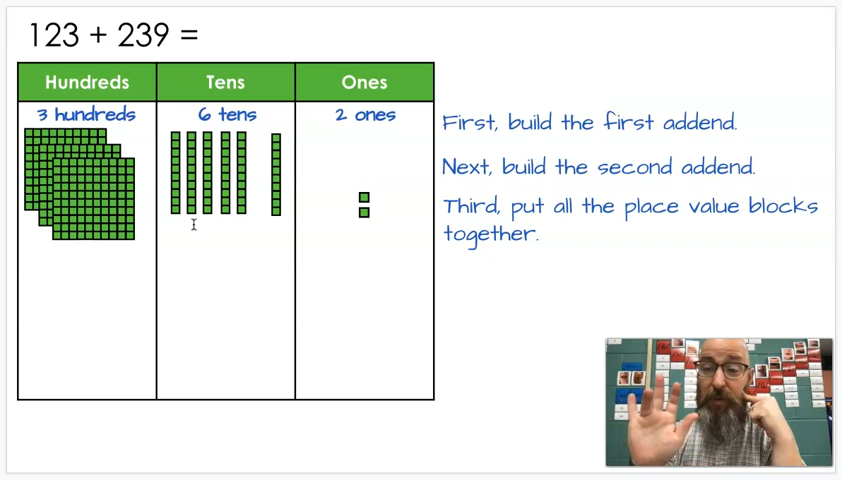 123 + 239 =
Hundreds Tens Ones
3 hundreds 6 tens 2 ones
First, build the first addend.
Next, build the second addend.
Third, put all the place value blocks
together.